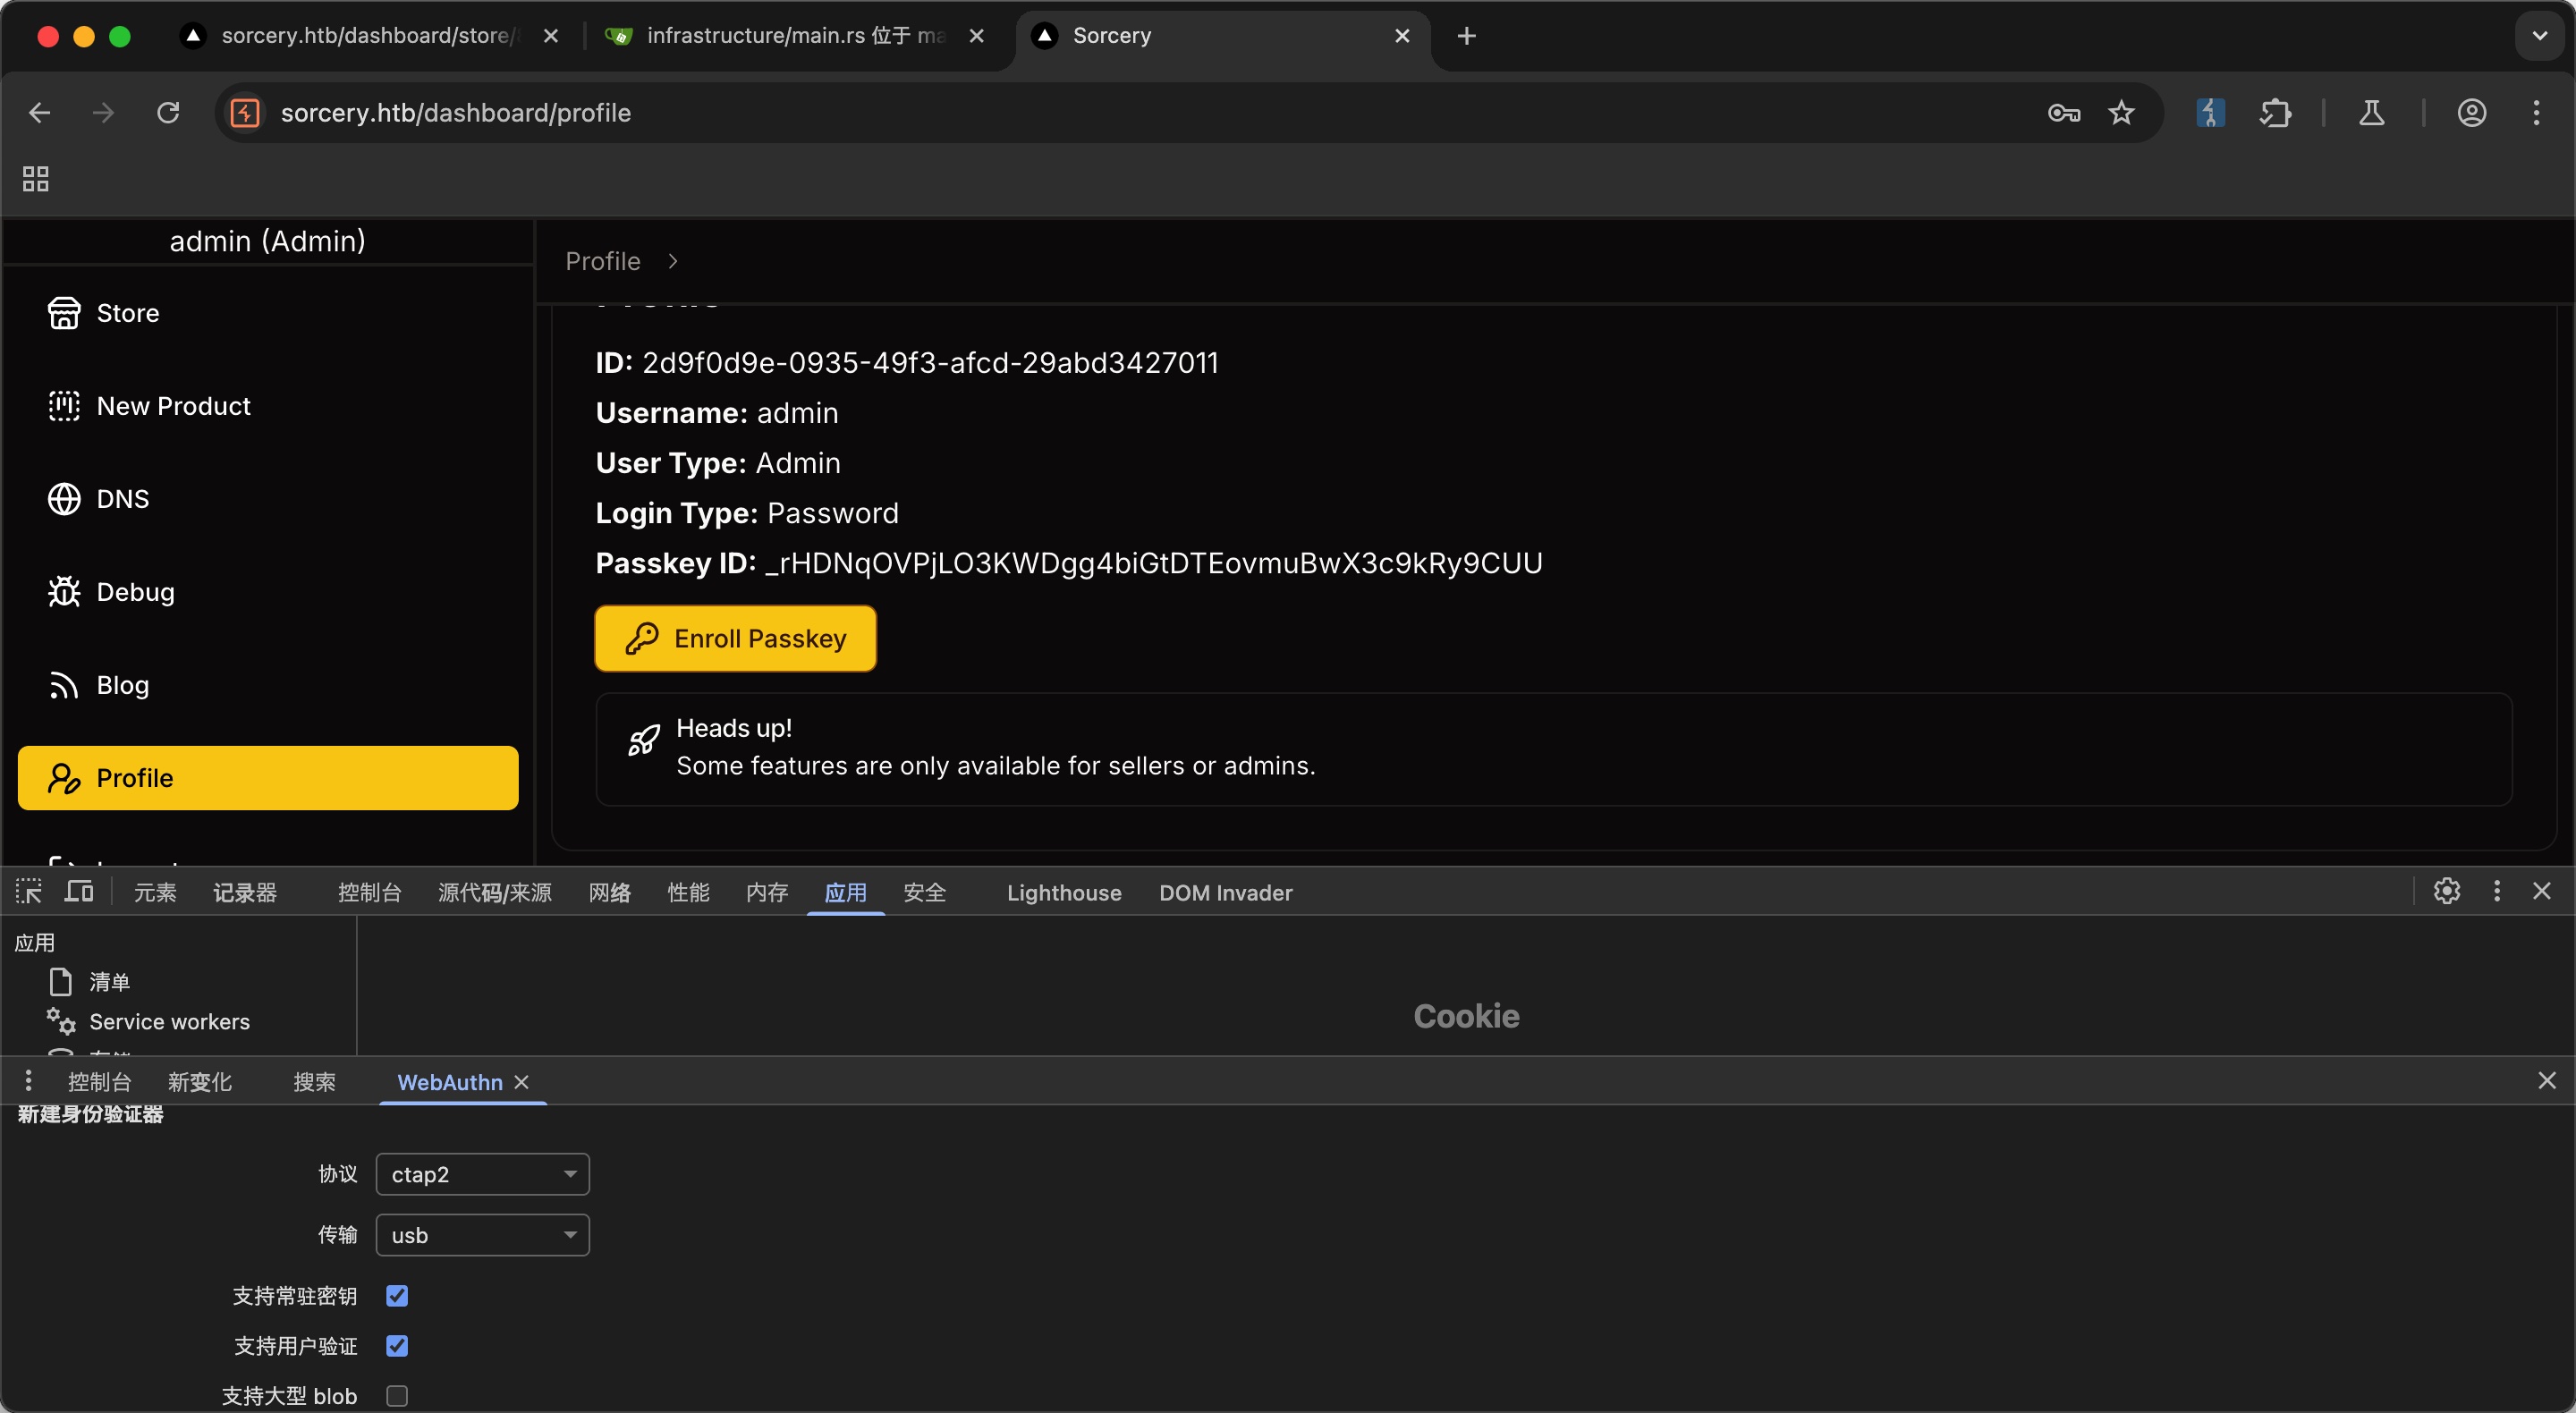 sorcery.htb/dashboard/store/
infrastructure/main.rs 位于 ma
Sorcery
sorcery.htb/dashboard/profile
admin (Admin)
Store
New Product
DNS
Debug
Blog
Profile
Profile
ID: 2d9f0d9e-0935-49f3-afcd-29abd3427011
Username: admin
User Type: Admin
Login Type: Password
Passkey ID: _rHDNqOVPjLO3KWDgg4biGtDTEovmuBwX3c9kRy9CUU
Enroll Passkey
Heads up!
Some features are only available for sellers or admins.
元素 记录器 控制台 源代码/来源 网络 性能 内存 应用 安全 Lighthouse DOM Invader
应用
清单
Service workers
Cookie
控制台 新变化 搜索 WebAuthn
新建身份验证器
协议 ctap2
传输 usb
支持常驻密钥
支持用户验证
支持大型 blob